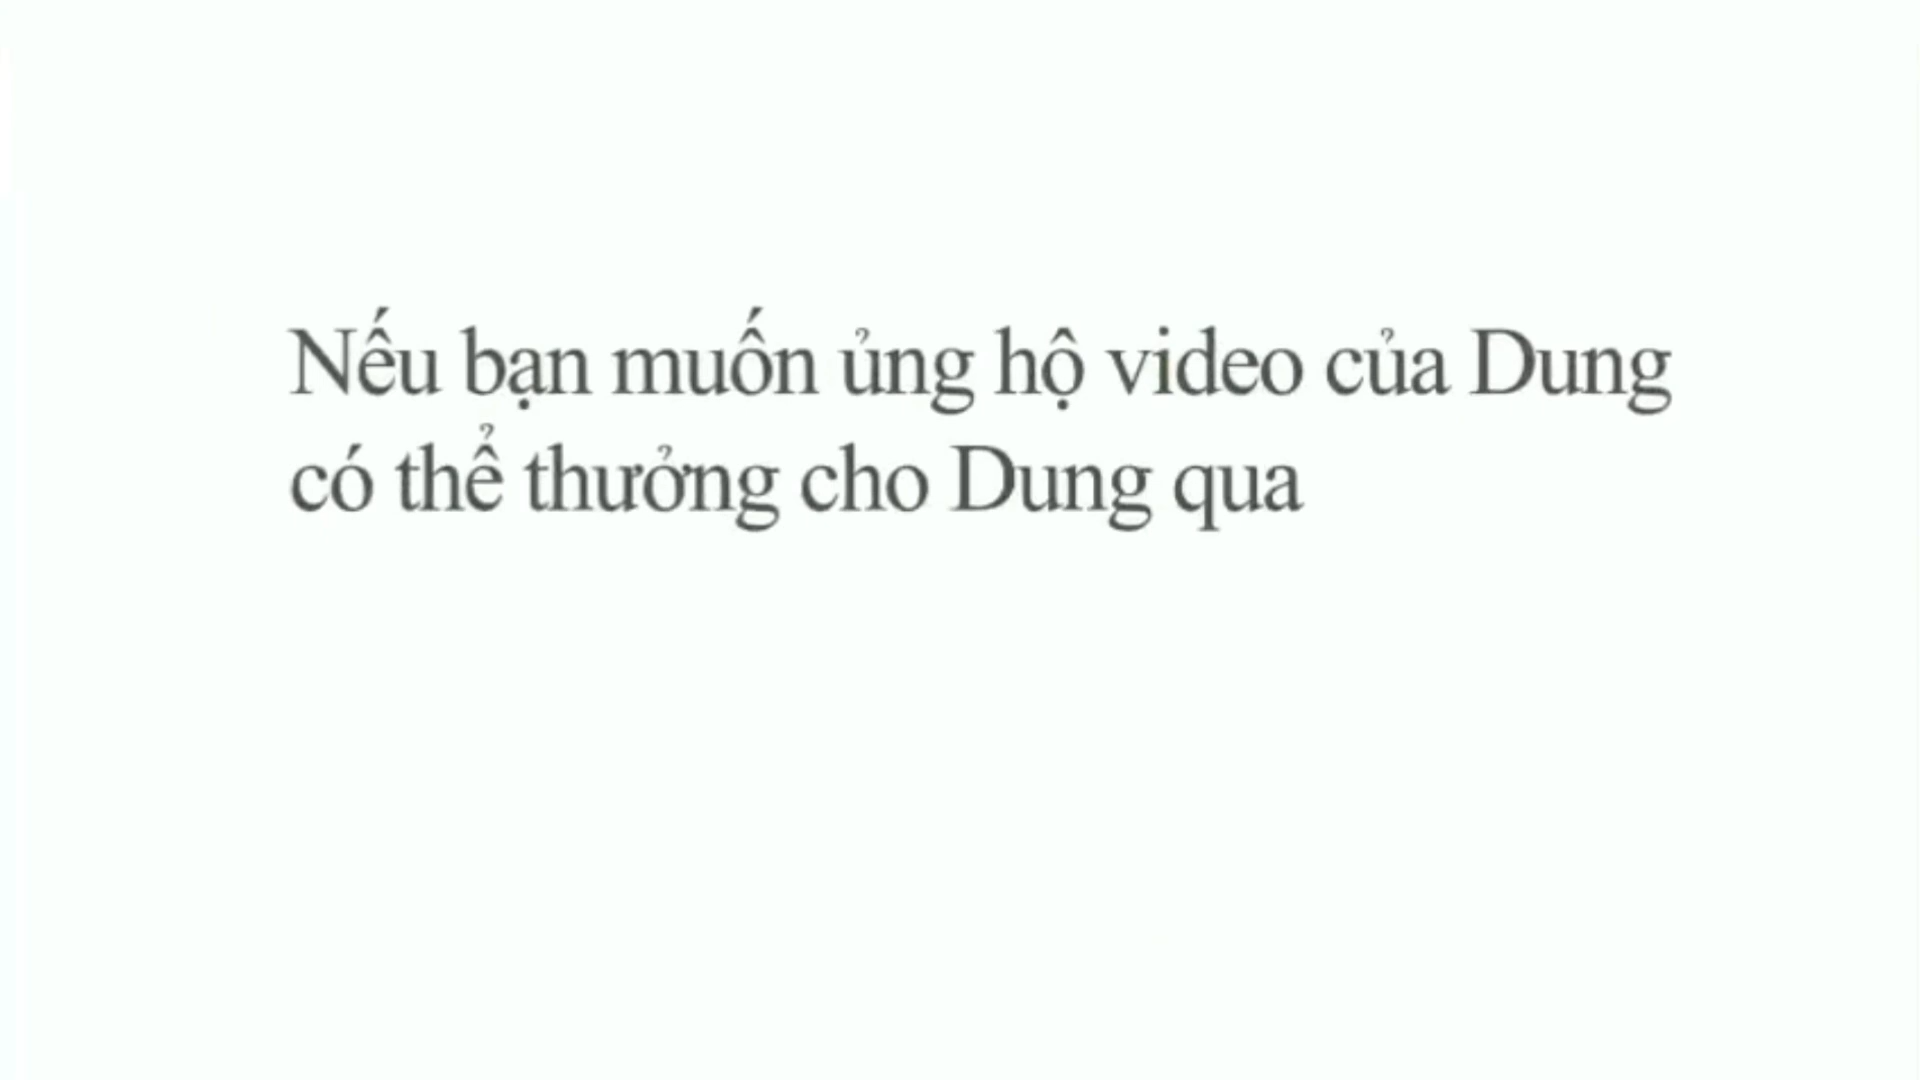 Nếu bạn muốn ủng hộ video của Dung
có thể thưởng cho Dung qua